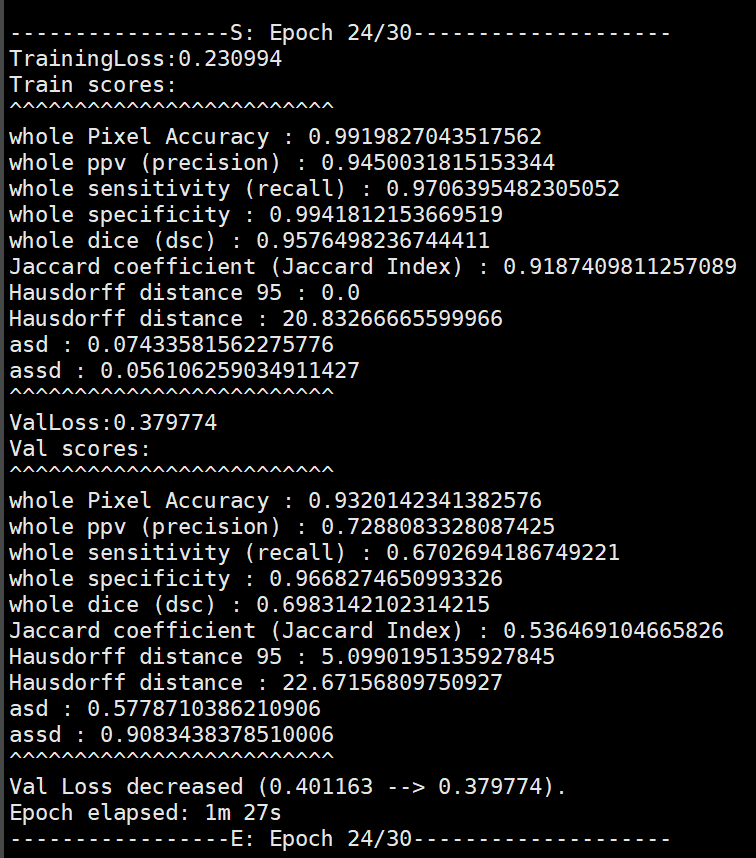 -----------------S: Epoch 24/30--------------------
TrainingLoss:0.230994
Train scores:
^^^^^^^^^^^^^^^^^^^^^^^^^
whole Pixel Accuracy : 0.9919827043517562
whole ppv (precision) : 0.9450031815153344
whole sensitivity (recall) : 0.9706395482305052
whole specificity : 0.9941812153669519
whole dice (dsc) : 0.9576498236744411
Jaccard coefficient (Jaccard Index) : 0.9187409811257089
Hausdorff distance 95 : 0.0
Hausdorff distance : 20.83266665599966
asd : 0.07433581562275776
assd : 0.056106259034911427
^^^^^^^^^^^^^^^^^^^^^^^^^
ValLoss:0.379774
Val scores:
^^^^^^^^^^^^^^^^^^^^^^^^^
whole Pixel Accuracy : 0.9320142341382576
whole ppv (precision) : 0.7288083328087425
whole sensitivity (recall) : 0.6702694186749221
whole specificity : 0.9668274650993326
whole dice (dsc) : 0.6983142102314215
Jaccard coefficient (Jaccard Index) : 0.536469104665826
Hausdorff distance 95 : 5.0990195135927845
Hausdorff distance : 22.67156809750927
asd : 0.5778710386210906
assd : 0.9083438378510006
^^^^^^^^^^^^^^^^^^^^^^^^^
Val Loss decreased (0.401163 --> 0.379774).
Epoch elapsed: 1m 27s
-----------------E: Epoch 24/30--------------------